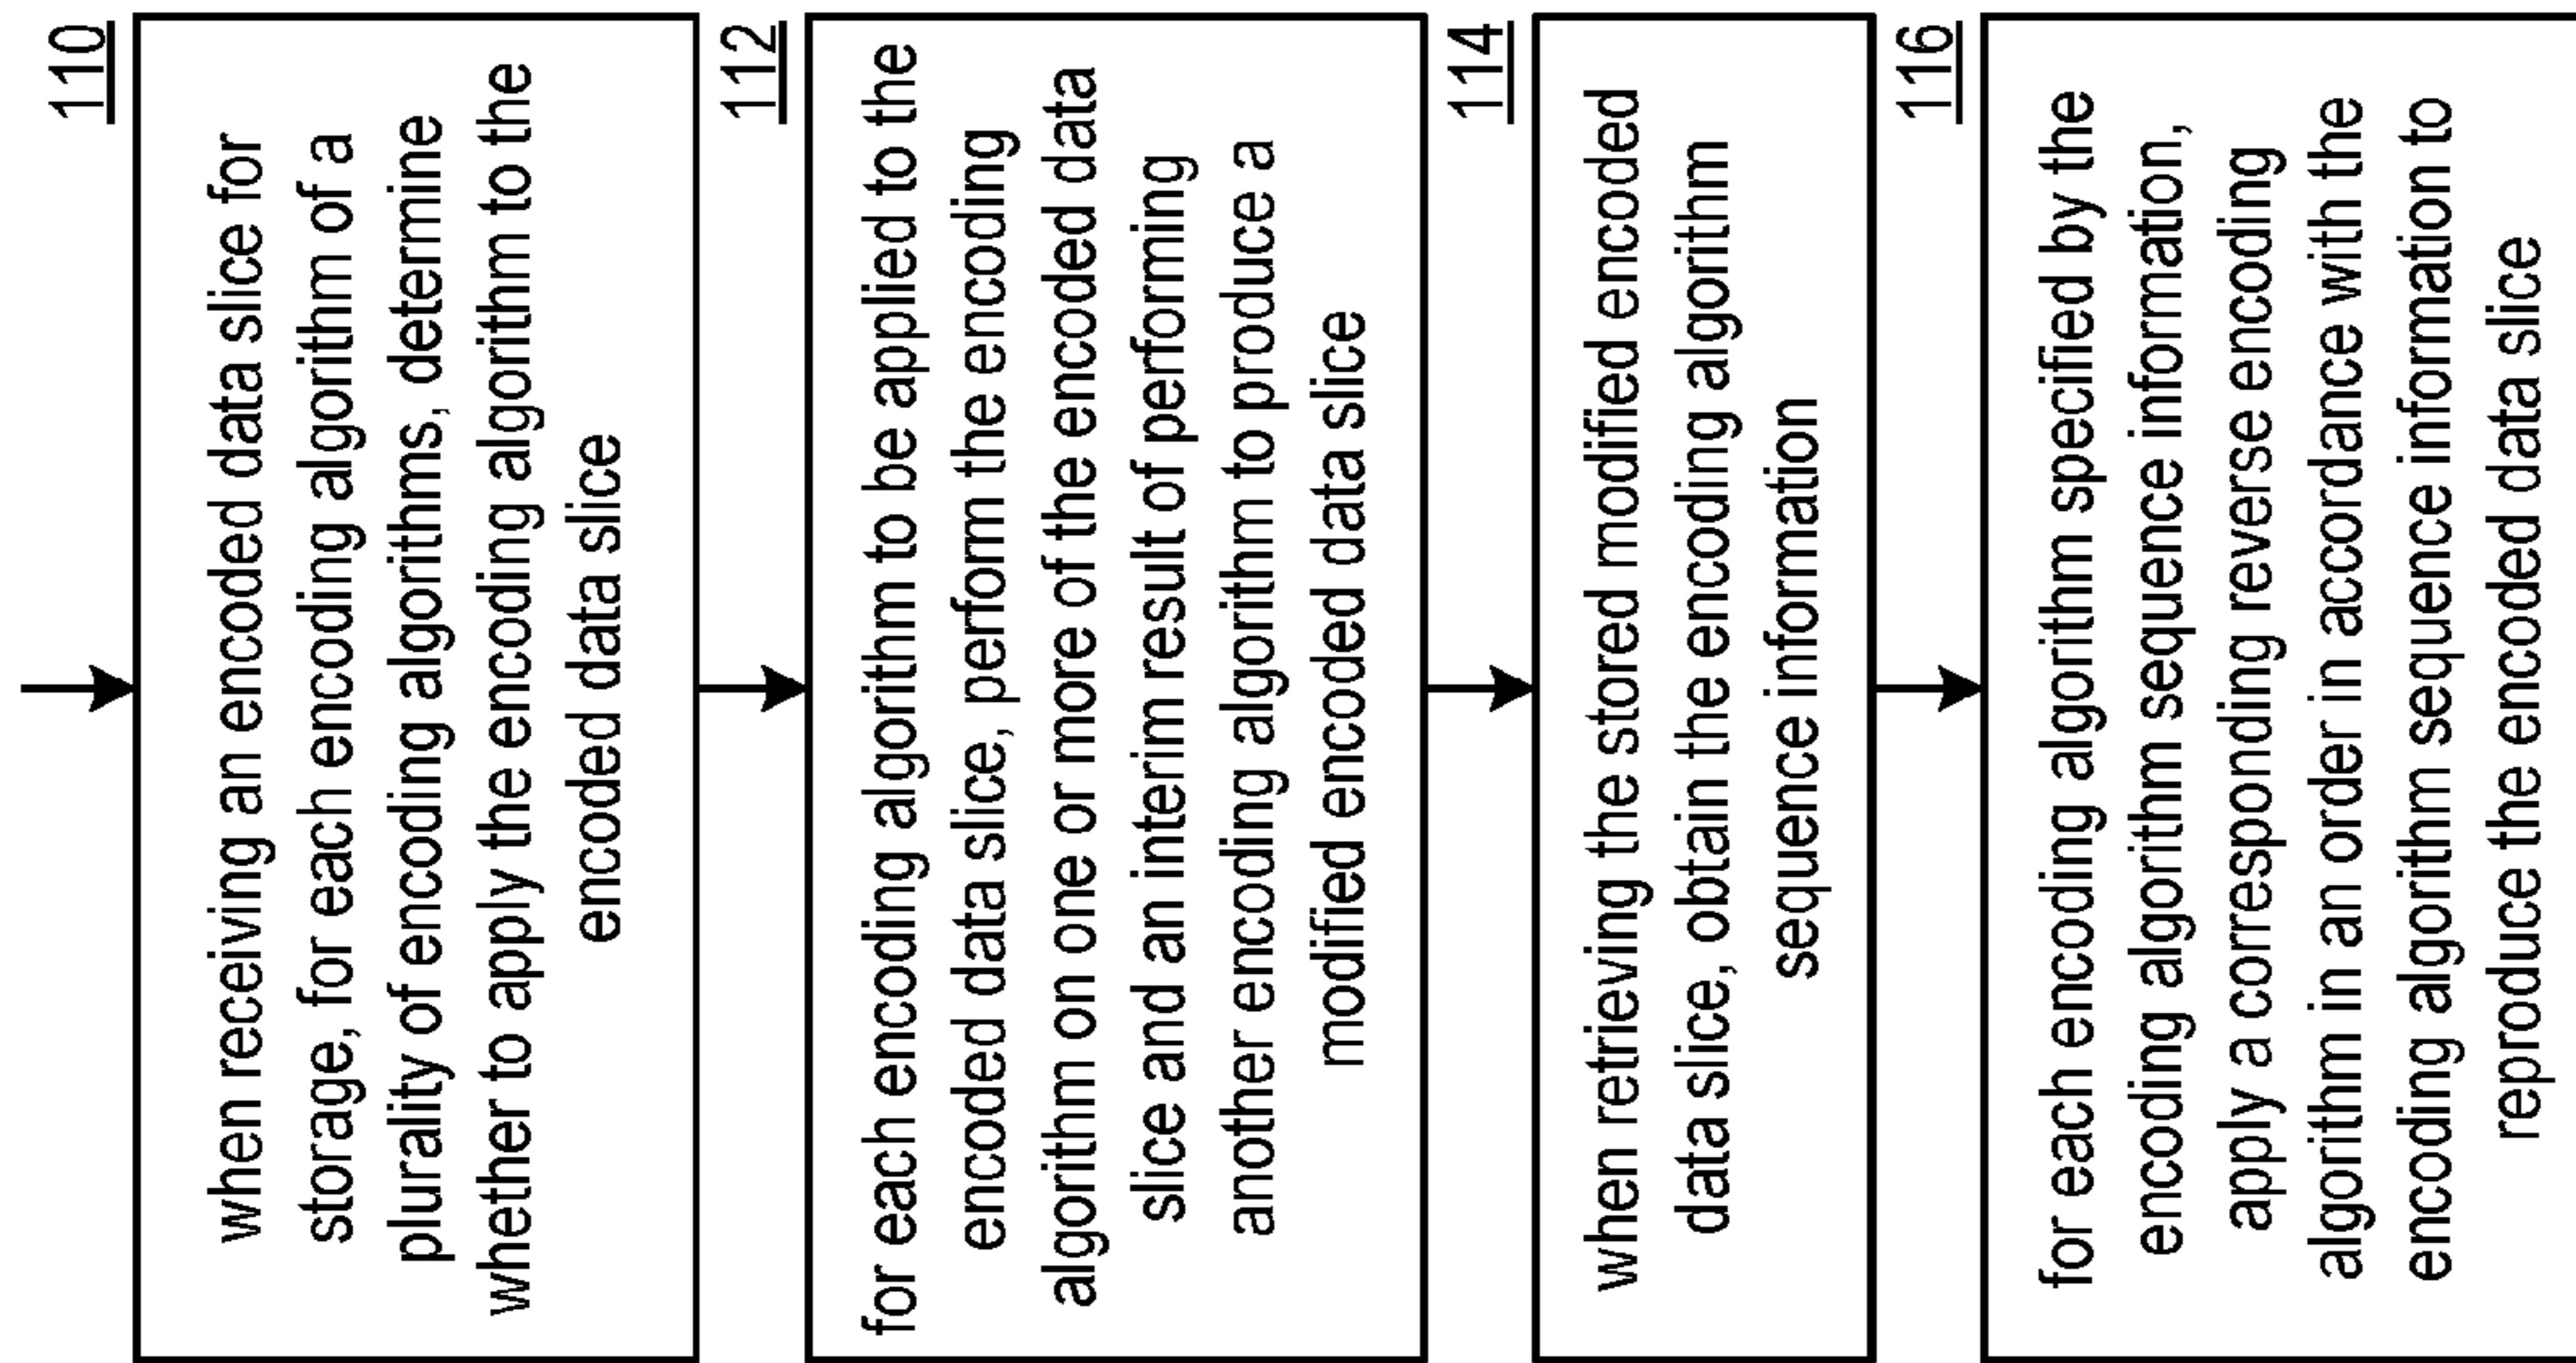 110
when receiving an encoded data slice for
storage, for each encoding algorithm of a
plurality of encoding algorithms, determine
whether to apply the encoding algorithm to the
encoded data slice
112
for each encoding algorithm to be applied to the
encoded data slice, perform the encoding
algorithm on one or more of the encoded data
slice and an interim result of performing
another encoding algorithm to produce a
modified encoded data slice
114
when retrieving the stored modified encoded
data slice, obtain the encoding algorithm
sequence information
116
for each encoding algorithm specified by the
encoding algorithm sequence information,
apply a corresponding reverse encoding
algorithm in an order in accordance with the
encoding algorithm sequence information to
reproduce the encoded data slice